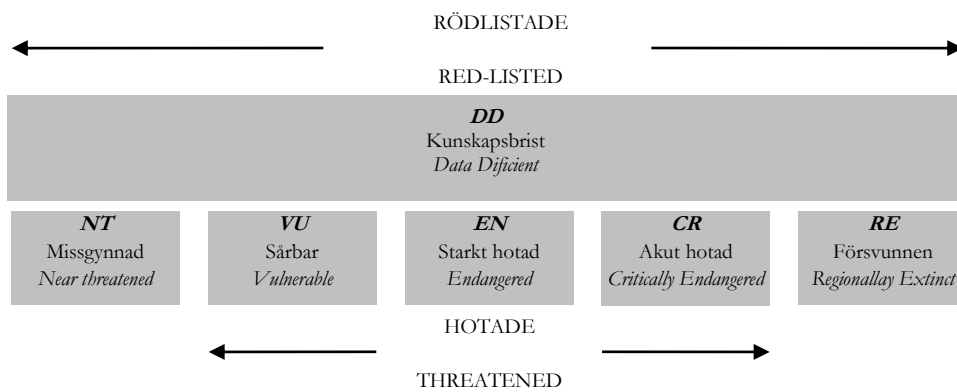 RÖDLISTADE
RED-LISTED
DD
Kunskapsbrist
Data Dificient
NT
Missgynnad
Near threatened
VU
Sårbar
Vulnerable
EN
Starkt hotad
Endangered
CR
Akut hotad
Critically Endangered
RE
Försvunnen
Regionallay Extinct
HOTADE
THREATENED